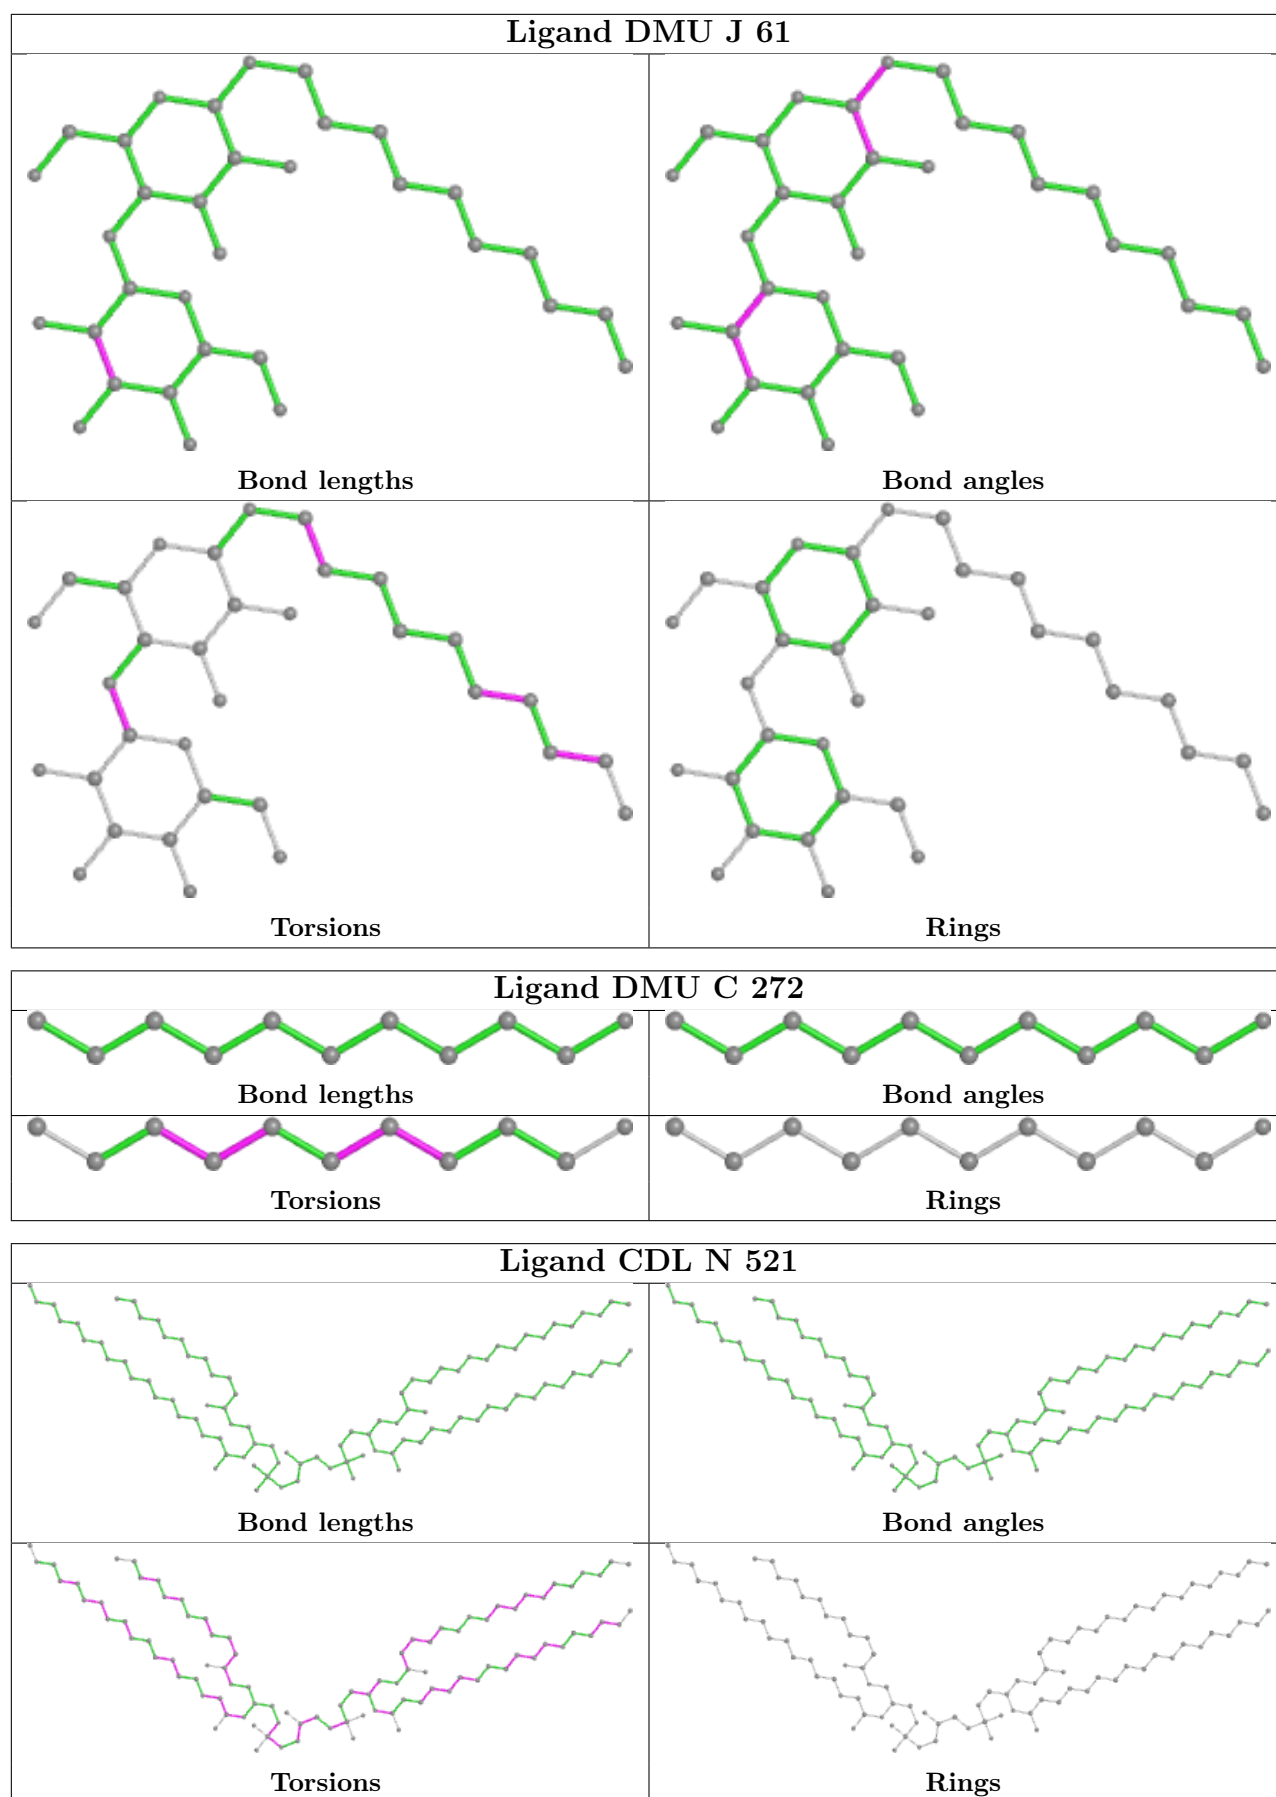 Ligand DMU J 61
Bond lengths
Bond angles
Torsions
Rings
Ligand DMU C 272
Bond lengths
Bond angles
Torsions
Rings
Ligand CDL N 521
Bond lengths
Bond angles
Torsions
Rings